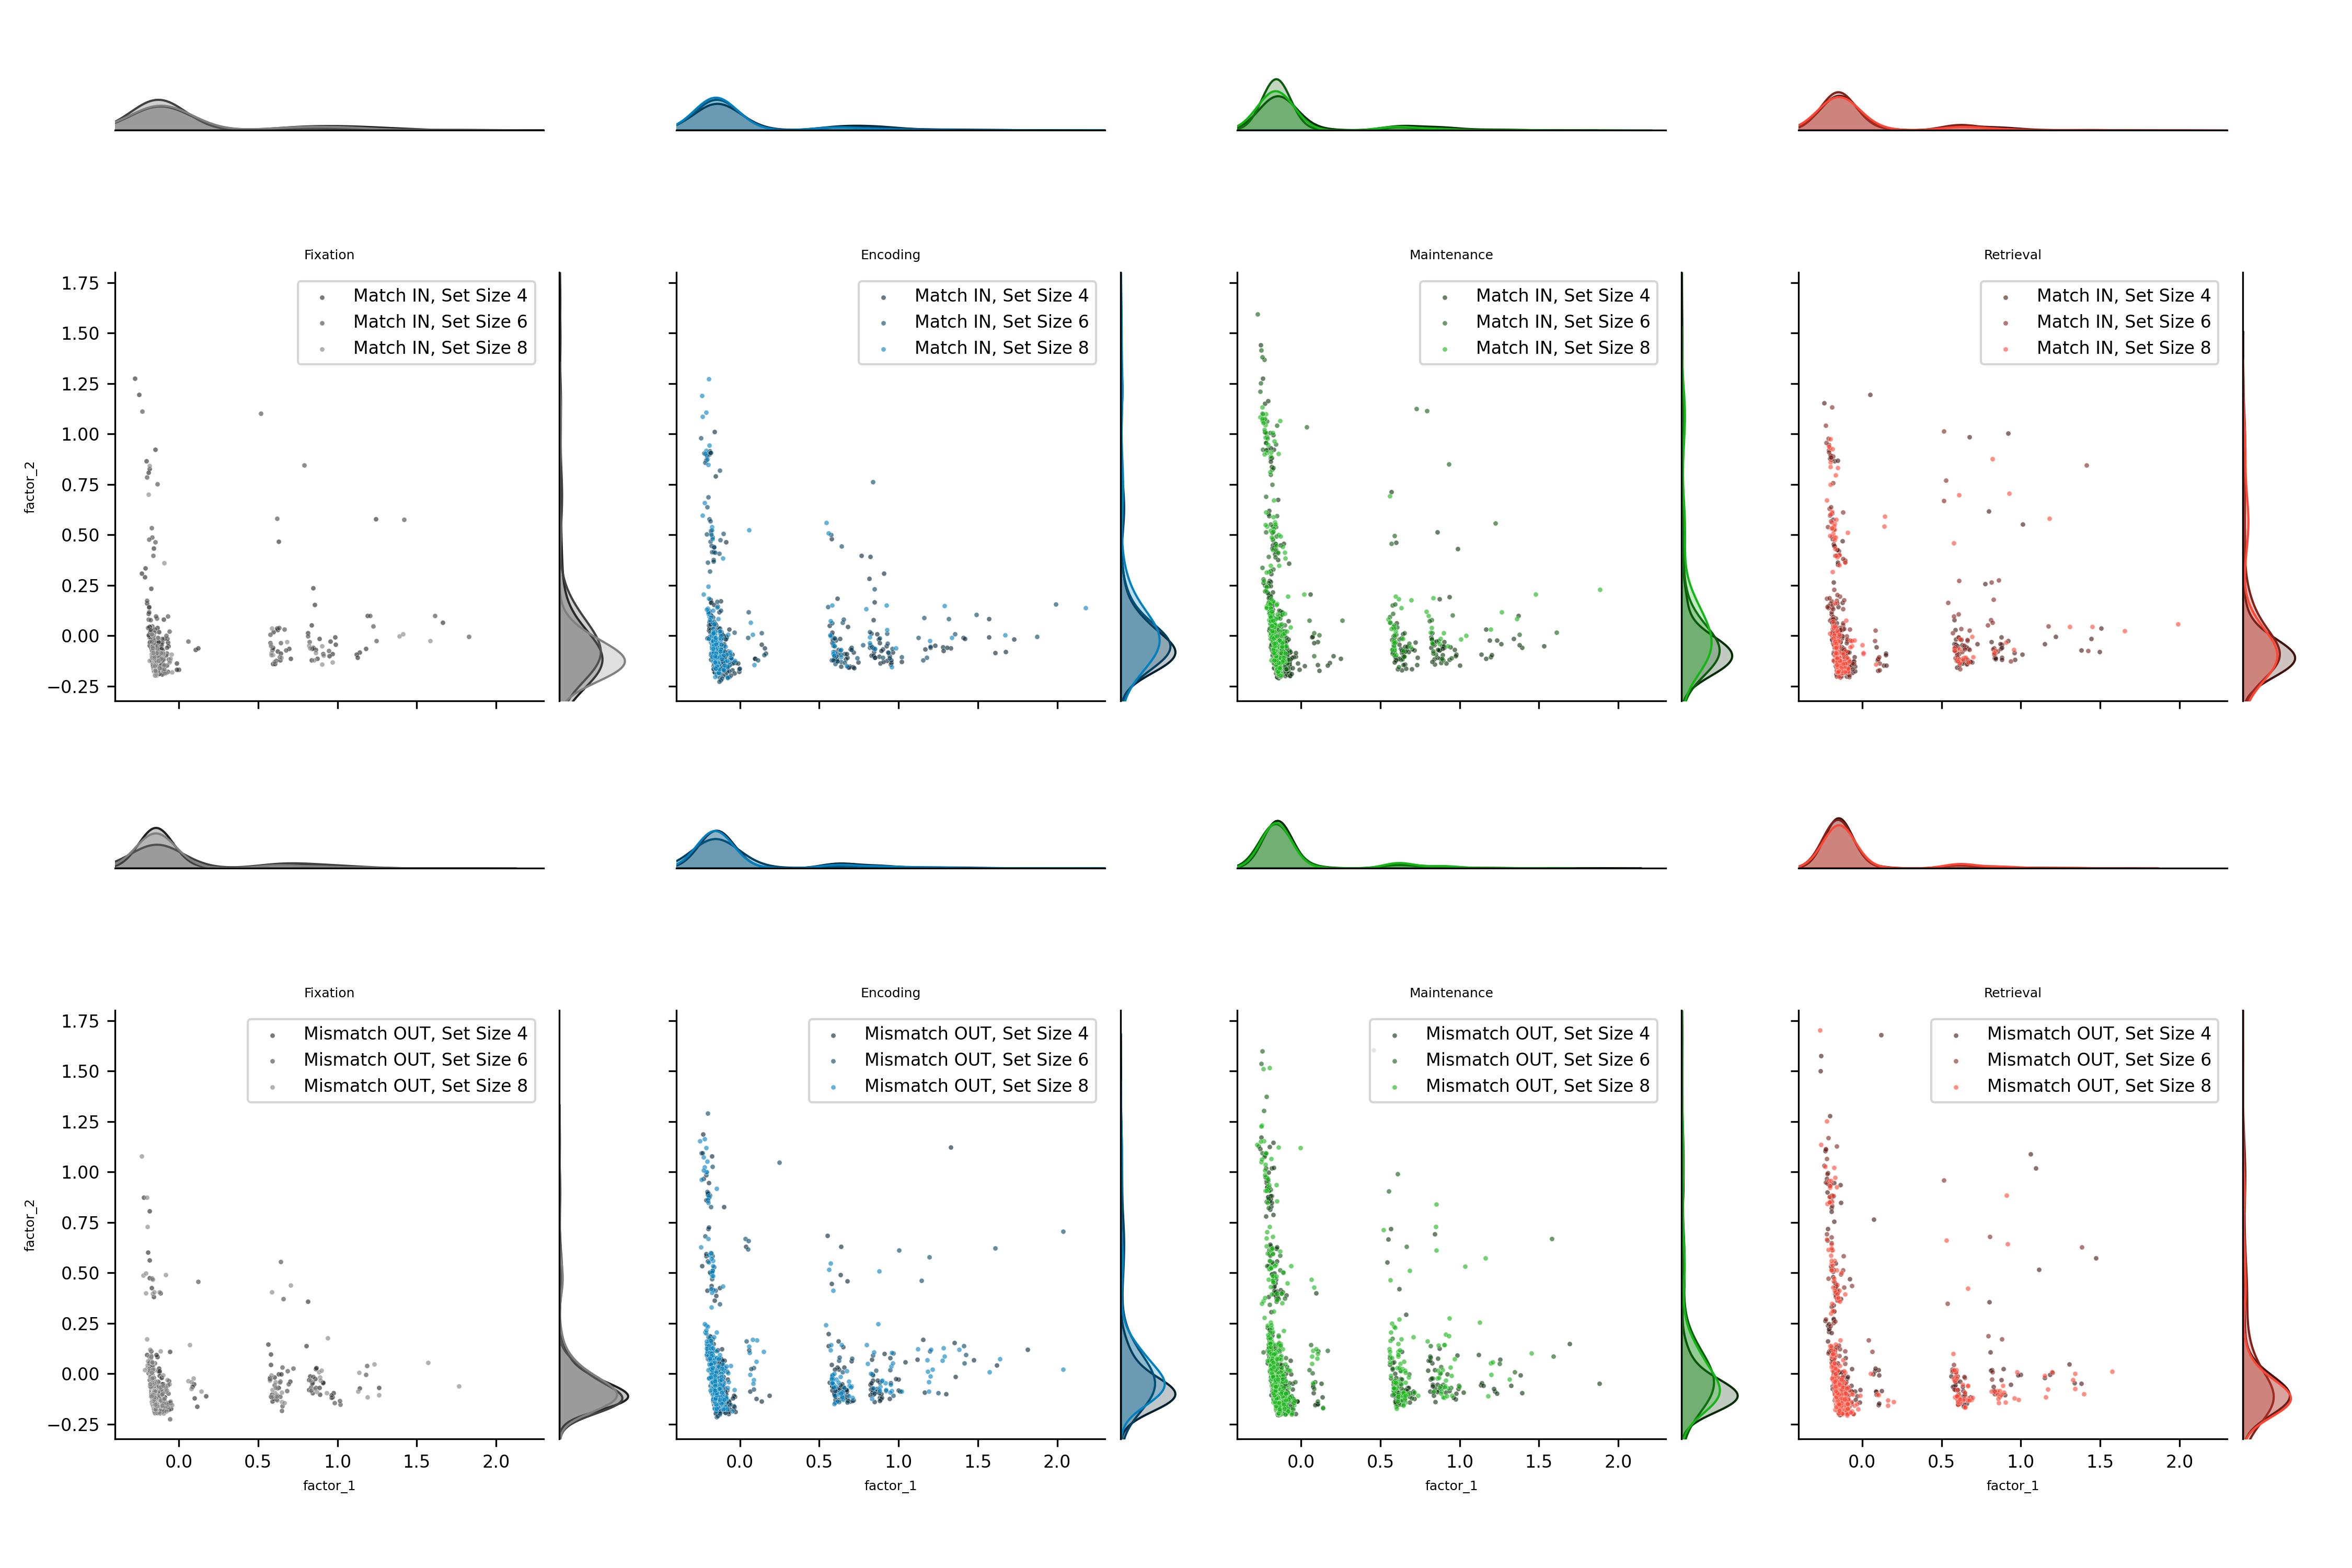 Fixation
Encoding
Maintenance
Retrieval
Match IN, Set Size 4
Match IN, Set Size 6
Match IN, Set Size 8
Match IN, Set Size 4
Match IN, Set Size 6
Match IN, Set Size 8
Match IN, Set Size 4
Match IN, Set Size 6
Match IN, Set Size 8
Match IN, Set Size 4
Match IN, Set Size 6
Match IN, Set Size 8
factor_2
1.75
1.50
1.25
1.00
0.75
0.50
0.25
0.00
−0.25
Fixation
Encoding
Maintenance
Retrieval
Mismatch OUT, Set Size 4
Mismatch OUT, Set Size 6
Mismatch OUT, Set Size 8
Mismatch OUT, Set Size 4
Mismatch OUT, Set Size 6
Mismatch OUT, Set Size 8
Mismatch OUT, Set Size 4
Mismatch OUT, Set Size 6
Mismatch OUT, Set Size 8
Mismatch OUT, Set Size 4
Mismatch OUT, Set Size 6
Mismatch OUT, Set Size 8
factor_2
1.75
1.50
1.25
1.00
0.75
0.50
0.25
0.00
−0.25
0.0 0.5 1.0 1.5 2.0
factor_1
0.0 0.5 1.0 1.5 2.0
factor_1
0.0 0.5 1.0 1.5 2.0
factor_1
0.0 0.5 1.0 1.5 2.0
factor_1